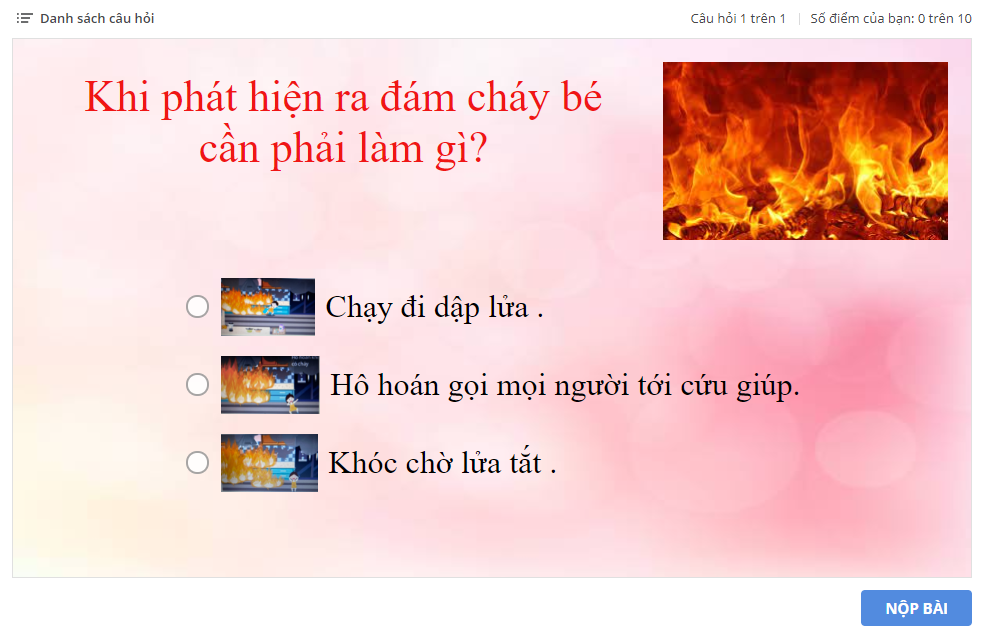 Danh sách câu hỏi
Câu hỏi 1 trên 1 | Số điểm của bạn: 0 trên 10
Khi phát hiện ra đám cháy bé
cần phải làm gì?
Chạy đi dập lửa .
Hô hoán gọi mọi người tới cứu giúp.
Khóc chờ lửa tắt .
NỘP BÀI